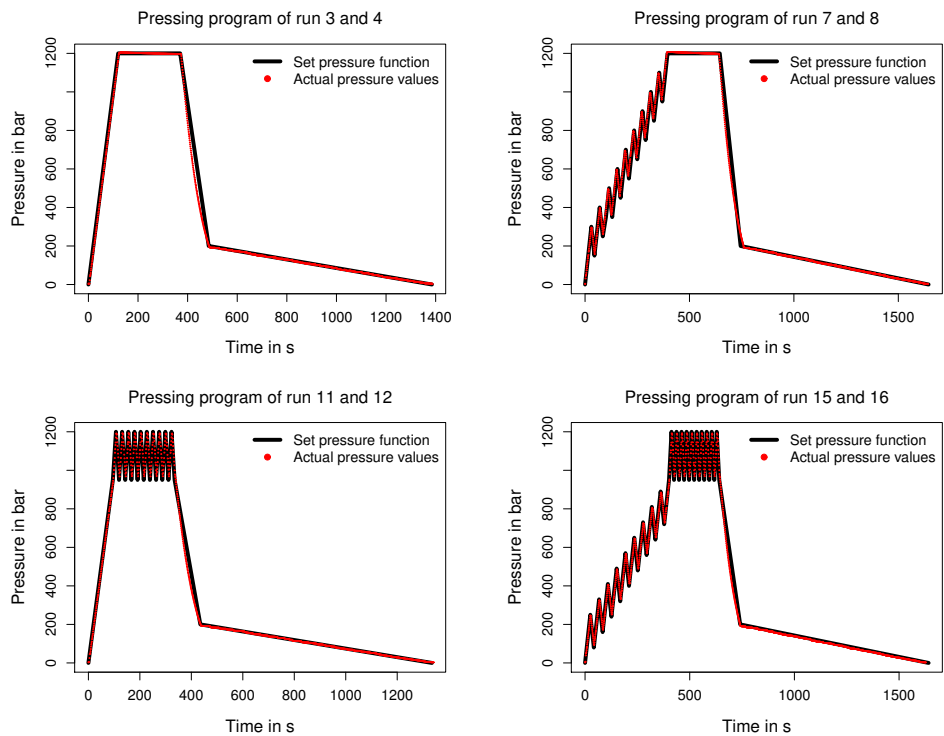 Pressing program of run 3 and 4
Set pressure function
Actual pressure values
Pressure in bar
0 200 400 600 800 1200
0 200 400 600 800 1000 1200 1400
Time in s
Pressing program of run 7 and 8
Set pressure function
Actual pressure values
Pressure in bar
0 200 400 600 800 1200
0 500 1000 1500
Time in s
Pressing program of run 11 and 12
Set pressure function
Actual pressure values
Pressure in bar
0 200 400 600 800 1200
0 200 400 600 800 1000 1200
Time in s
Pressing program of run 15 and 16
Set pressure function
Actual pressure values
Pressure in bar
0 200 400 600 800 1200
0 500 1000 1500
Time in s